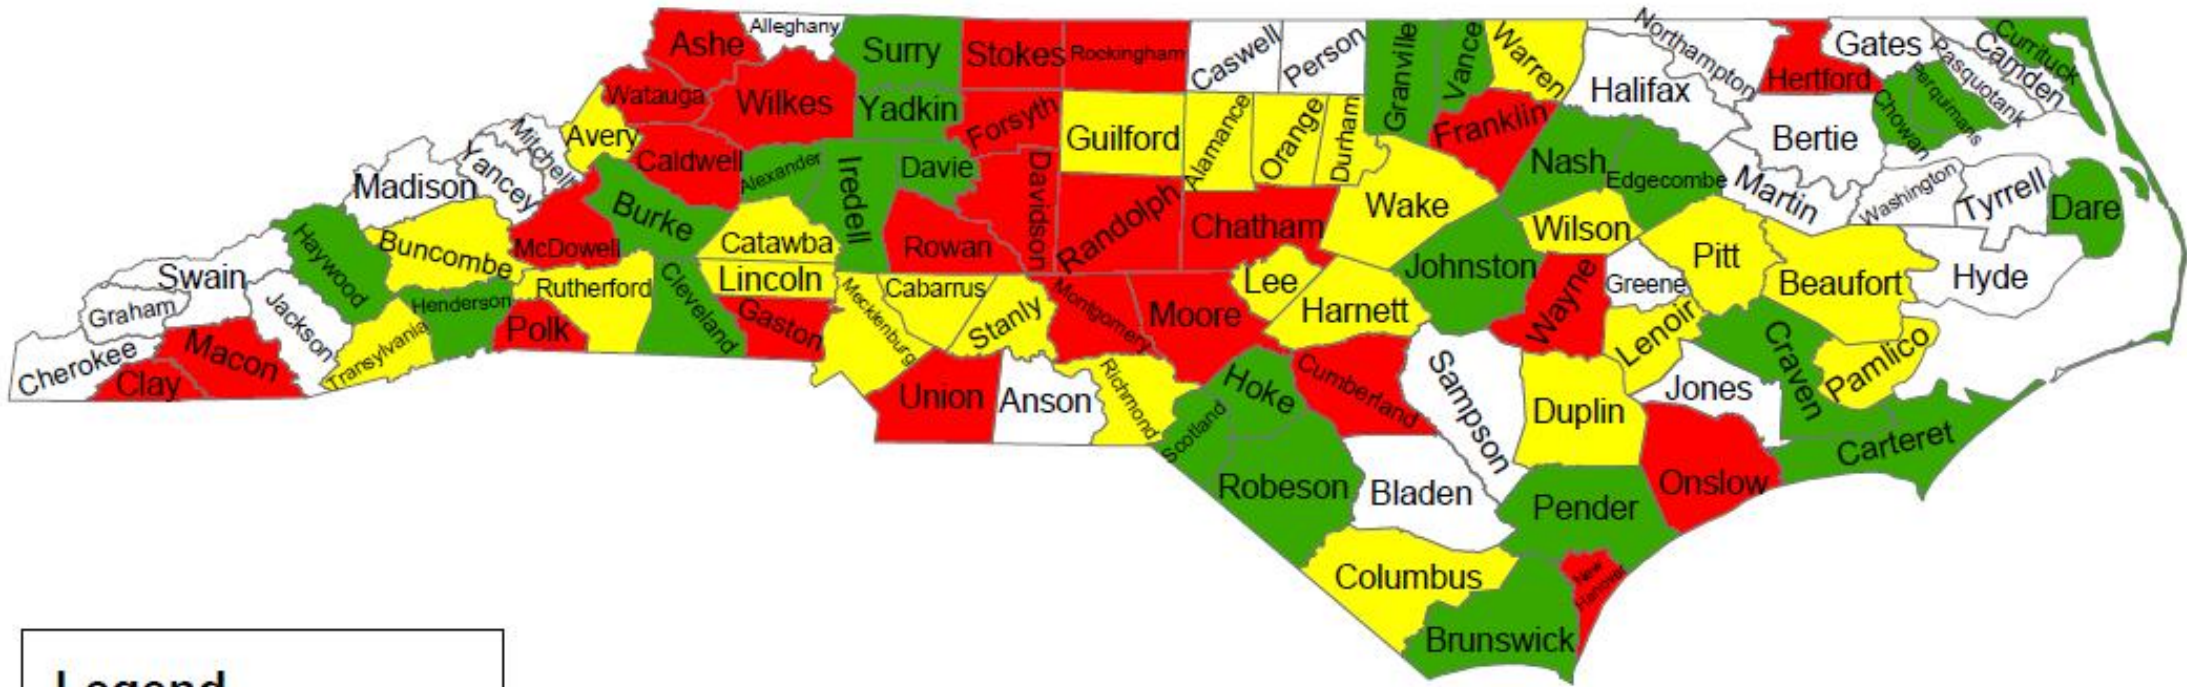 Alleghany
Ashe
Surry
Stokes
Rockingham
Caswell
Person
Granville
Vance
Warren
Northampton
Gates
Camden
Currituck
Pasquotank
Perquimans
Hertford
Halifax
Watauga
Wilkes
Yadkin
Forsyth
Guilford
Alamance
Orange
Durham
Franklin
Bertie
Chowan
Mitchell
Avery
Caldwell
Alexander
Iredell
Davie
Davidson
Randolph
Chatham
Wake
Nash
Edgecombe
Martin
Washington
Tyrrell
Dare
Madison
Yancey
Burke
Catawba
Rowan
Wilson
Pitt
Beaufort
Hyde
Haywood
Buncombe
McDowell
Swain
Graham
Jackson
Henderson
Rutherford
Cleveland
Lincoln
Gaston
Mecklenburg
Cabarrus
Stanly
Montgomery
Moore
Lee
Harnett
Johnston
Wayne
Greene
Lenoir
Craven
Pamlico
Cherokee
Clay
Macon
Transylvania
Polk
Union
Anson
Richmond
Scotland
Hoke
Cumberland
Sampson
Duplin
Jones
Onslow
Carteret
Robeson
Bladen
Pender
Columbus
New
Hanover
Brunswick
Legend